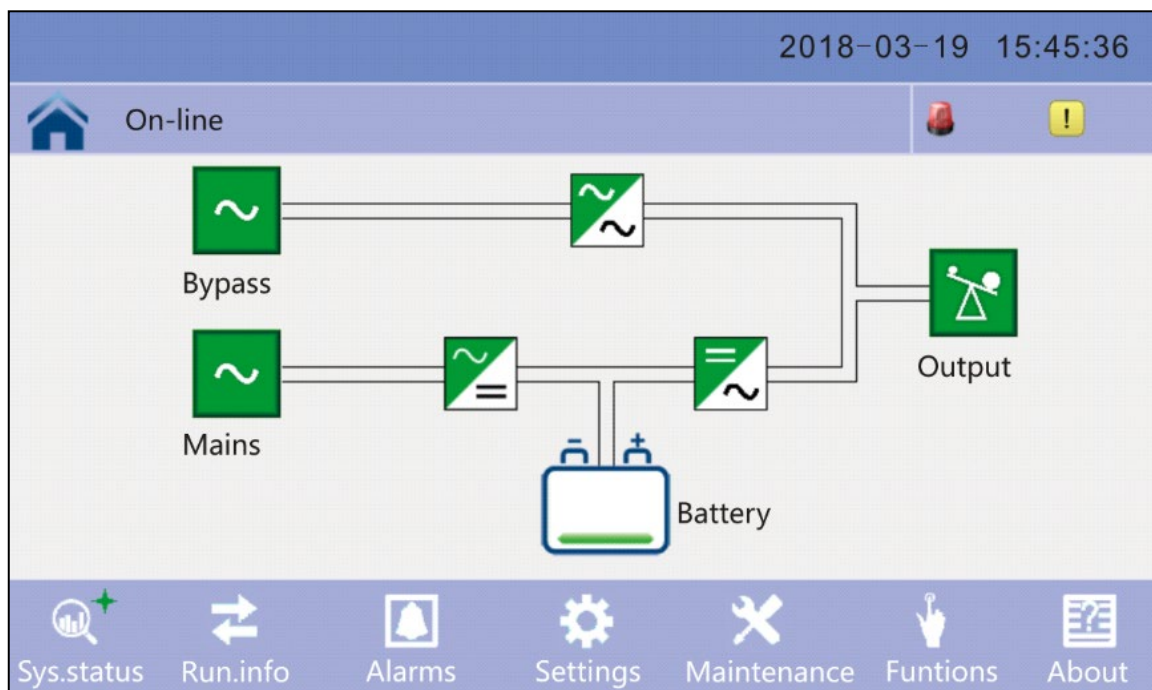 2018-03-19 15:45:36
On-line
!
Bypass
Mains
Output
Battery
Sys.status Run.info Alarms Settings Maintenance Funtions About